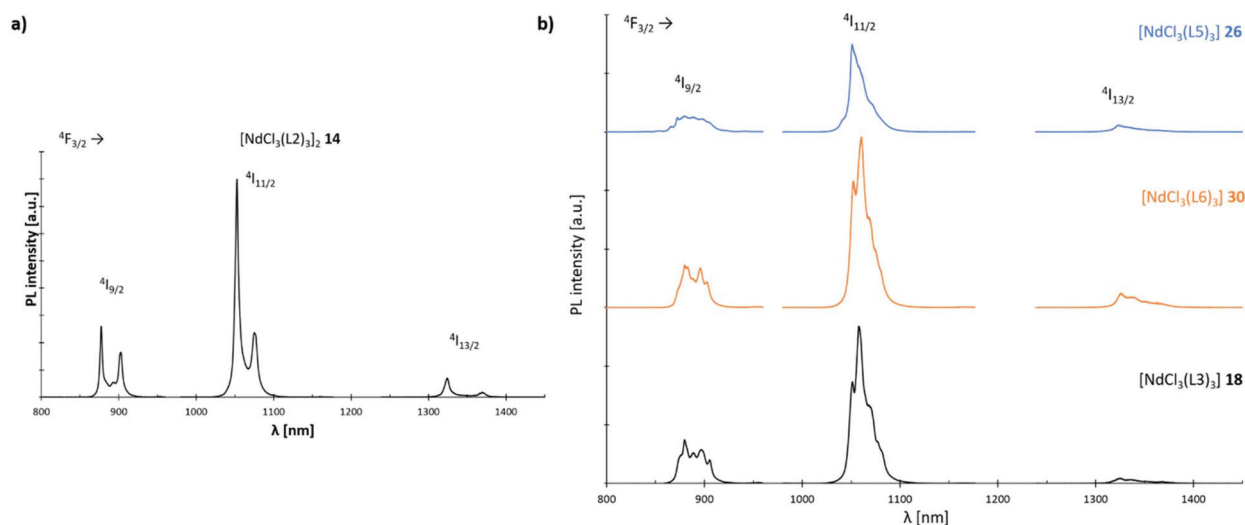 a)
⁴F₃/₂ →
[NdCl₃(L2)₃]₂ 14
⁴I₉/₂
⁴I₁₁/₂
⁴I₁₃/₂
PL intensity [a.u.]
800 900 1000 1100 1200 1300 1400
λ [nm]
b)
⁴F₃/₂ →
⁴I₉/₂
⁴I₁₁/₂
⁴I₁₃/₂
[NdCl₃(L5)₃] 26
[NdCl₃(L6)₃] 30
[NdCl₃(L3)₃] 18
PL intensity [a.u.]
800 900 1000 1100 1200 1300 1400
λ [nm]